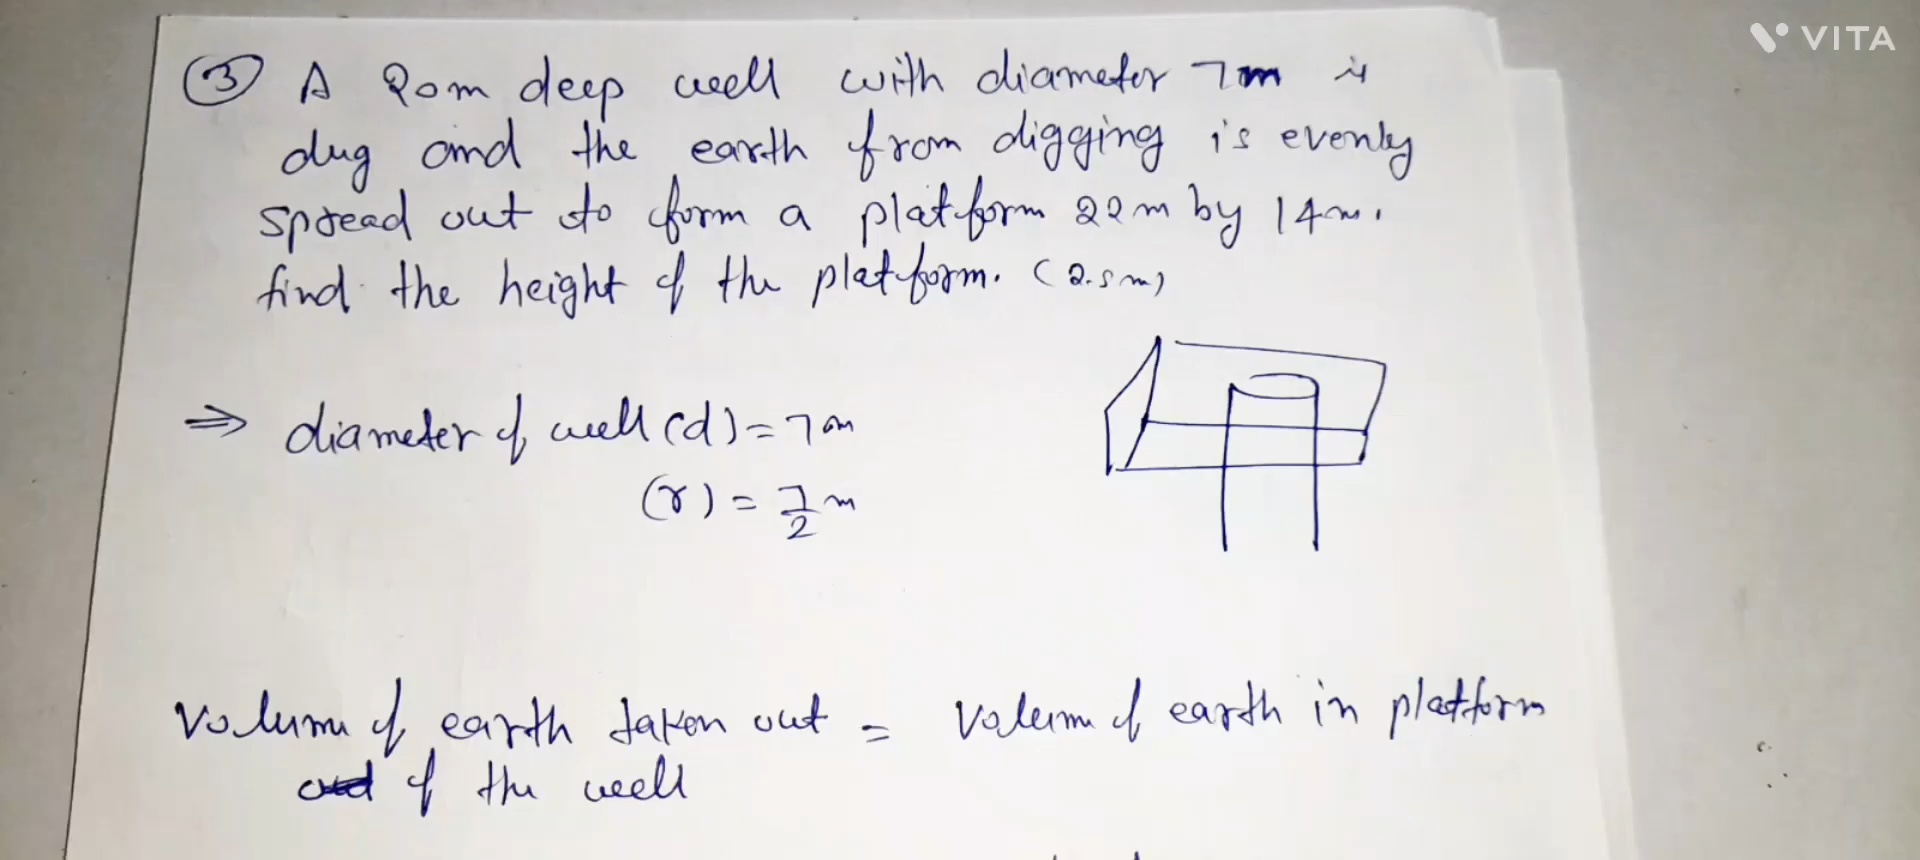 VITA
③ A 20m deep well with diameter 7m is
dug and the earth from digging is evenly
spread out to form a platform 22m by 14m.
find the height of the platform. (2.5m)
⇒ diameter of well (d) = 7m
(r) = 7/2 m
Volume of earth taken out = Volume of earth in platform
of the well